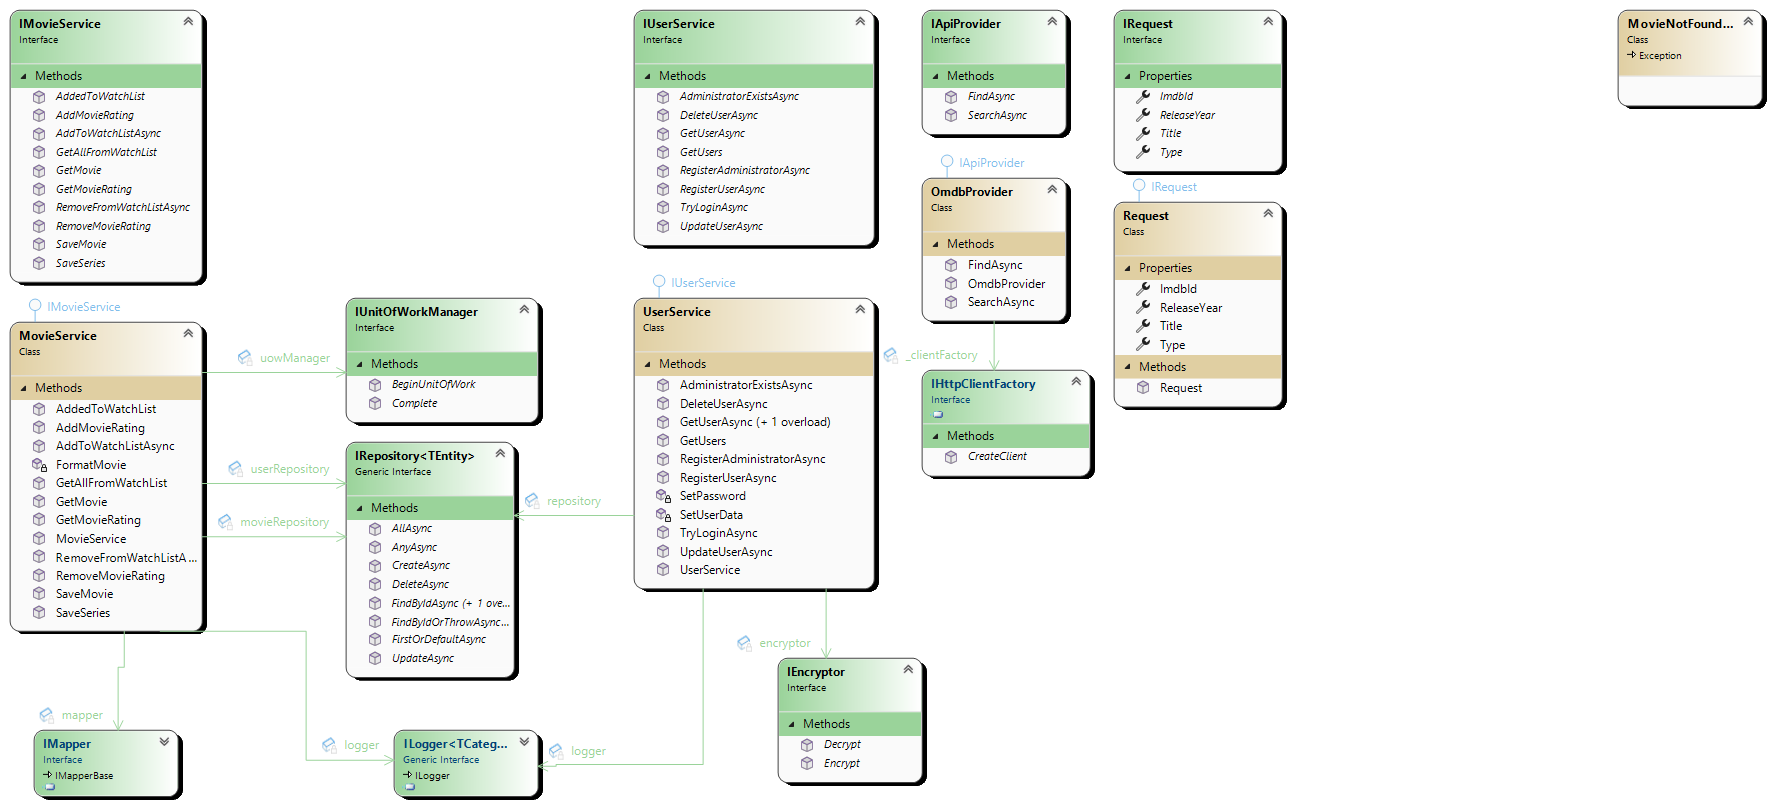 IMovieService
Interface
Methods
AddedToWatchList
AddMovieRating
AddToWatchListAsync
GetAllFromWatchList
GetMovie
GetMovieRating
RemoveFromWatchListAsync
RemoveMovieRating
SaveMovie
SaveSeries
IMovieService
MovieService
Class
Methods
AddedToWatchList
AddMovieRating
AddToWatchListAsync
FormatMovie
GetAllFromWatchList
GetMovie
GetMovieRating
MovieService
RemoveFromWatchListA...
RemoveMovieRating
SaveMovie
SaveSeries
uowManager
userRepository
movieRepository
mapper
logger
IMapper
Interface
IMapperBase
IUnitOfWorkManager
Interface
Methods
BeginUnitOfWork
Complete
IRepository<TEntity>
Generic Interface
Methods
AllAsync
AnyAsync
CreateAsync
DeleteAsync
FindByIdAsync (+ 1 ove...
FindByIdOrThrowAsync...
FirstOrDefaultAsync
UpdateAsync
ILogger<TCateg...
Generic Interface
ILogger
IUserService
Interface
Methods
AdministratorExistsAsync
DeleteUserAsync
GetUserAsync
GetUsers
RegisterAdministratorAsync
RegisterUserAsync
TryLoginAsync
UpdateUserAsync
IUserService
UserService
Class
Methods
AdministratorExistsAsync
DeleteUserAsync
GetUserAsync (+ 1 overload)
GetUsers
RegisterAdministratorAsync
RegisterUserAsync
SetPassword
SetUserData
TryLoginAsync
UpdateUserAsync
UserService
repository
logger
encryptor
IEncryptor
Interface
Methods
Decrypt
Encrypt
IApiProvider
Interface
Methods
FindAsync
SearchAsync
IApiProvider
OmdbProvider
Class
Methods
FindAsync
OmdbProvider
SearchAsync
_clientFactory
IHttpClientFactory
Interface
Methods
CreateClient
IRequest
Interface
Properties
ImdbId
ReleaseYear
Title
Type
IRequest
Request
Class
Properties
ImdbId
ReleaseYear
Title
Type
Methods
Request
MovieNotFound...
Class
Exception